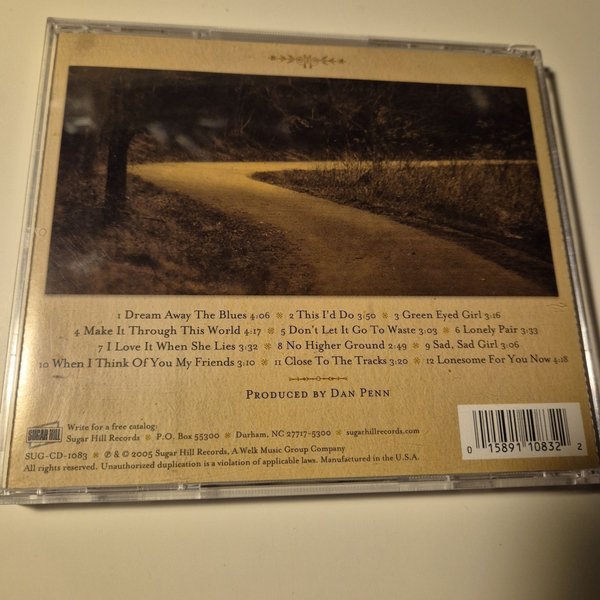 1 Dream Away The Blues 4:06 ※ 2 This I'd Do 3:50 ※ 3 Green Eyed Girl 3:16
4 Make It Through This World 4:17 ※ 5 Don't Let It Go To Waste 3:03 ※ 6 Lonely Pair 3:33
7 I Love It When She Lies 3:32 ※ 8 No Higher Ground 2:49 ※ 9 Sad, Sad Girl 3:06
10 When I Think Of You My Friends 3:10 ※ 11 Close To The Tracks 3:20 ※ 12 Lonesome For You Now 4:18
Produced by Dan Penn
SUGAR HILL
Write for a free catalog:
Sugar Hill Records ※ P.O. Box 55300 ※ Durham, NC 27717-5300 ※ sugarhillrecords.com
SUG-CD-1083 ※ ℗ & © 2005 Sugar Hill Records, A Welk Music Group Company
All rights reserved. Unauthorized duplication is a violation of applicable laws. Manufactured in the U.S.A.
0 15891 10832 2